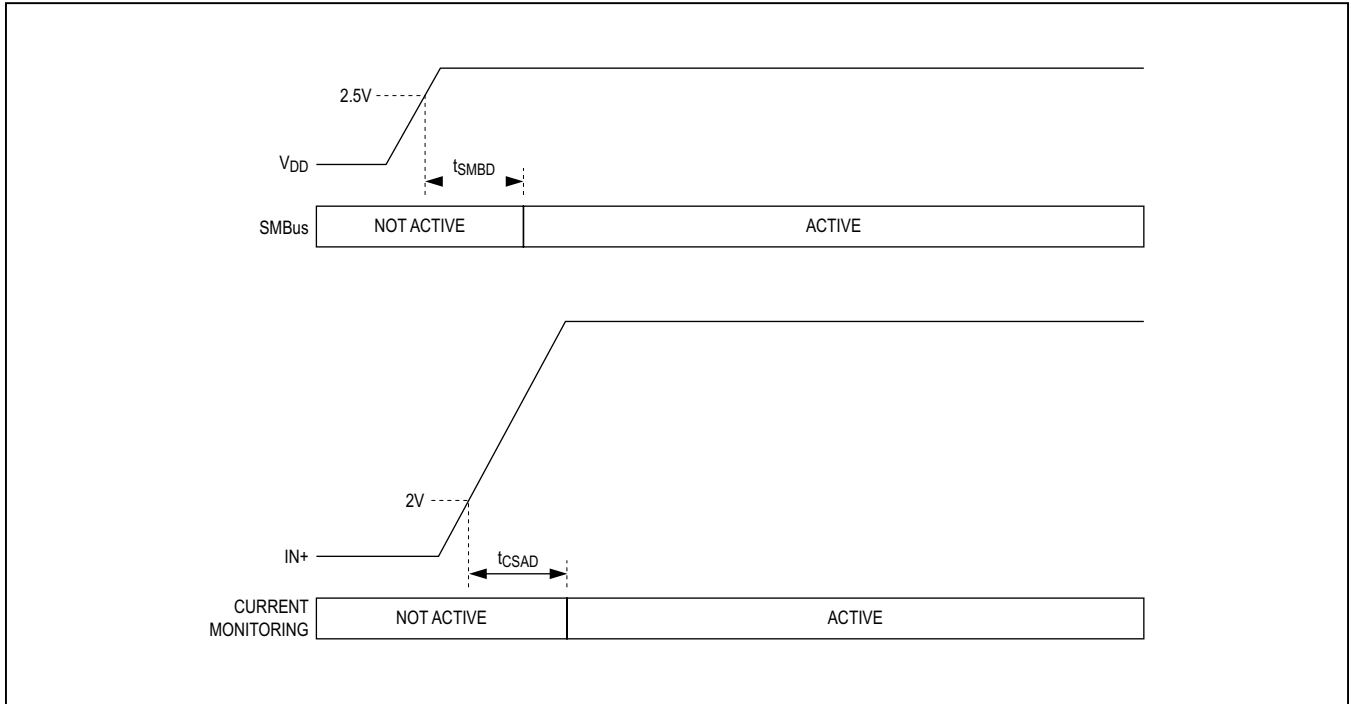 2.5V
VDD
tSMBD
SMBus NOT ACTIVE ACTIVE
2V
IN+
tCSAD
CURRENT
MONITORING
NOT ACTIVE ACTIVE